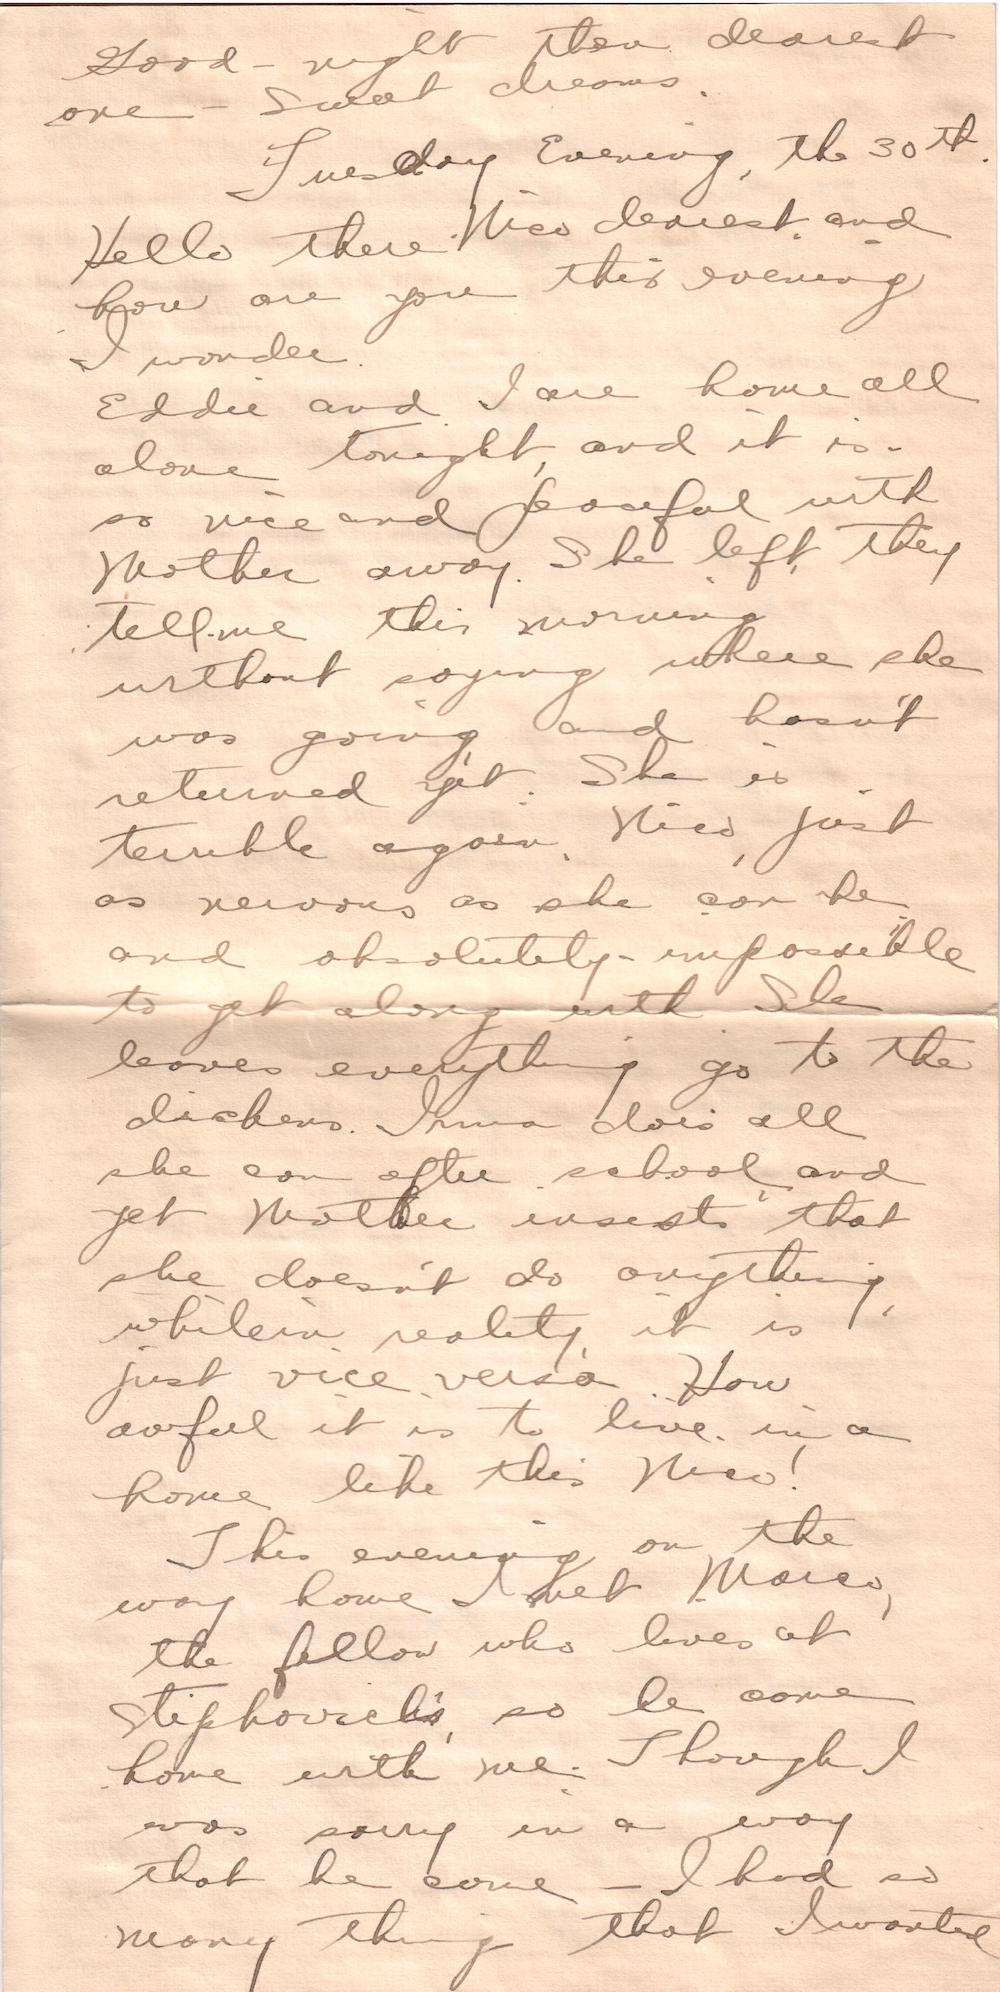 Good-night then dearest
one - Sweet dreams.
Tuesday Evening, the 30th.
Hello there Nico dearest and
how are you this evening
I wonder.
Eddie and I are home all
alone tonight, and it is
so nice and peaceful with
Mother away. She left, they
tell me this morning
without saying where she
was going and hasn't
returned yet. She is
terrible again, Nico, just
as nervous as she can be
and absolutely impossible
to get along with She
leaves everything go to the
dickens. Irma does all
she can after school and
yet Mother insists that
she doesn't do anything,
while in reality, it is
just vice versa. How
awful it is to live in a
home like this Nico!
This evening on the
way home I met Marco,
the fellow who lives at
Stiphovich's, so he came
home with me. Though I
was sorry in a way
that he came - I had so
many thing that I wanted